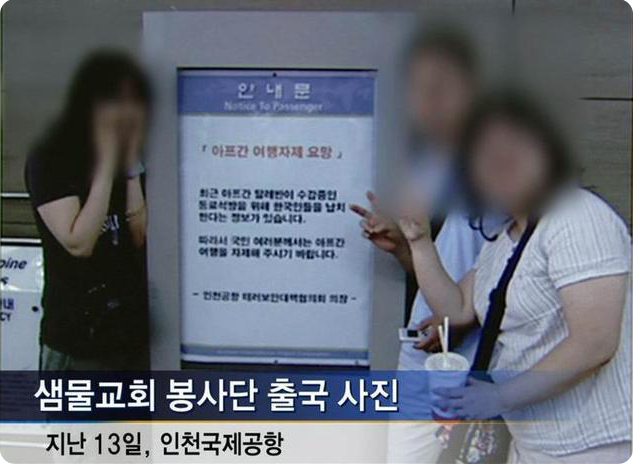 안 내 문
Notice To Passenger
「 아프간 여행자제 요망 」
최근 아프간 탈레반이 수감중인
동료석방을 위해 한국인들을 납치
한다는 정보가 있습니다.
따라서 국민 여러분께서는 아프간
여행을 자제해 주시기 바랍니다.
- 인천공항 테러보안대책협의회 의장 -
샘물교회 봉사단 출국 사진
지난 13일, 인천국제공항